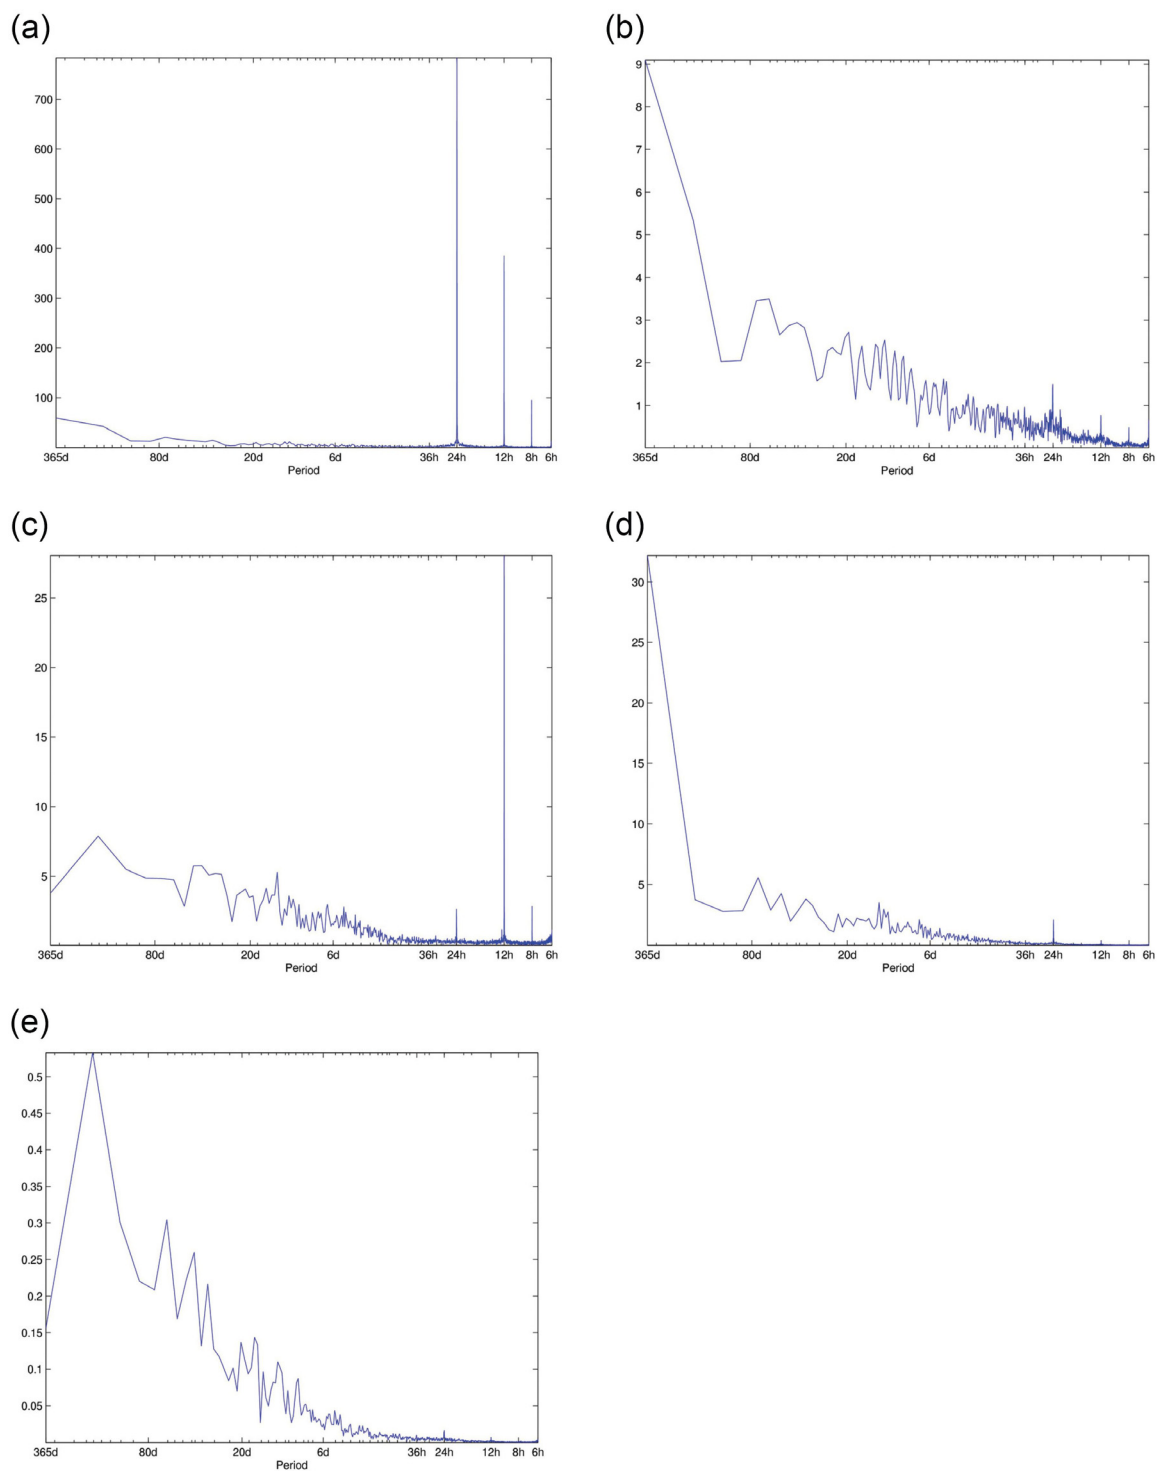 (a)
700
600
500
400
300
200
100
365d 80d 20d 6d 36h 24h 12h 8h 6h
Period
(b)
9
8
7
6
5
4
3
2
1
365d 80d 20d 6d 36h 24h 12h 8h 6h
Period
(c)
25
20
15
10
5
365d 80d 20d 6d 36h 24h 12h 8h 6h
Period
(d)
30
25
20
15
10
5
365d 80d 20d 6d 36h 24h 12h 8h 6h
Period
(e)
0.5
0.45
0.4
0.35
0.3
0.25
0.2
0.15
0.1
0.05
365d 80d 20d 6d 36h 24h 12h 8h 6h
Period